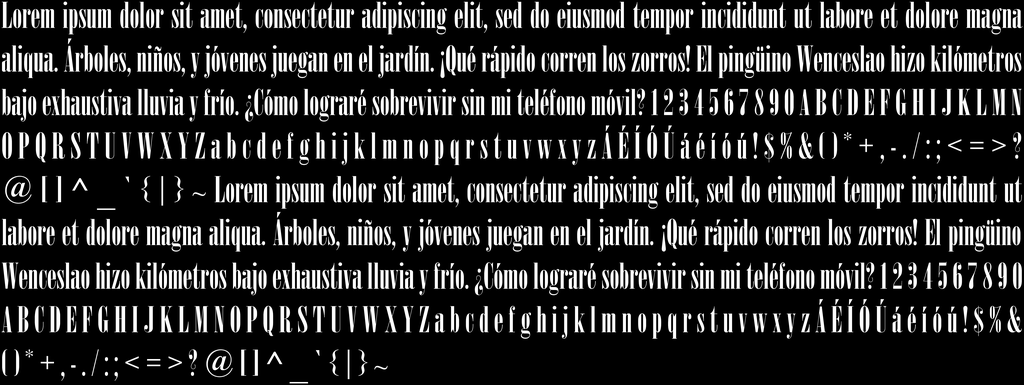 Lorem ipsum dolor sit amet, consectetur adipiscing elit, sed do eiusmod tempor incididunt ut labore et dolore magna
aliqua. Árboles, niños, y jóvenes juegan en el jardín. ¡Qué rápido corren los zorros! El pingüino Wenceslao hizo kilómetros
bajo exhaustiva lluvia y frío. ¿Cómo lograré sobrevivir sin mi teléfono móvil? 1 2 3 4 5 6 7 8 9 0 A B C D E F G H I J K L M N
O P Q R S T U V W X Y Z a b c d e f g h i j k l m n o p q r s t u v w x y z Á É Í Ó Ú á é í ó ú ! $ % & ( ) * + , - . / : ; < = > ?
@ [ ] ^ _ ` { | } ~ Lorem ipsum dolor sit amet, consectetur adipiscing elit, sed do eiusmod tempor incididunt ut
labore et dolore magna aliqua. Árboles, niños, y jóvenes juegan en el jardín. ¡Qué rápido corren los zorros! El pingüino
Wenceslao hizo kilómetros bajo exhaustiva lluvia y frío. ¿Cómo lograré sobrevivir sin mi teléfono móvil? 1 2 3 4 5 6 7 8 9 0
A B C D E F G H I J K L M N O P Q R S T U V W X Y Z a b c d e f g h i j k l m n o p q r s t u v w x y z Á É Í Ó Ú á é í ó ú ! $ % &
( ) * + , - . / : ; < = > ? @ [ ] ^ _ ` { | } ~